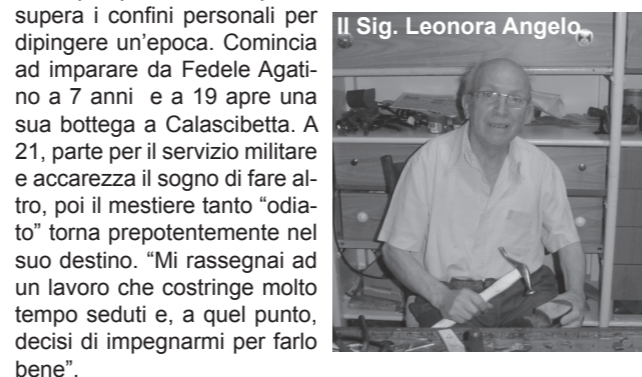 supera i confini personali per
dipingere un’epoca. Comincia
ad imparare da Fedele Agati-
no a 7 anni e a 19 apre una
sua bottega a Calascibetta. A
21, parte per il servizio militare
e accarezza il sogno di fare al-
tro, poi il mestiere tanto “odia-
to” torna prepotentemente nel
suo destino. “Mi rassegnai ad
un lavoro che costringe molto
tempo seduti e, a quel punto,
decisi di impegnarmi per farlo
bene”.
Il Sig. Leonora Angelo